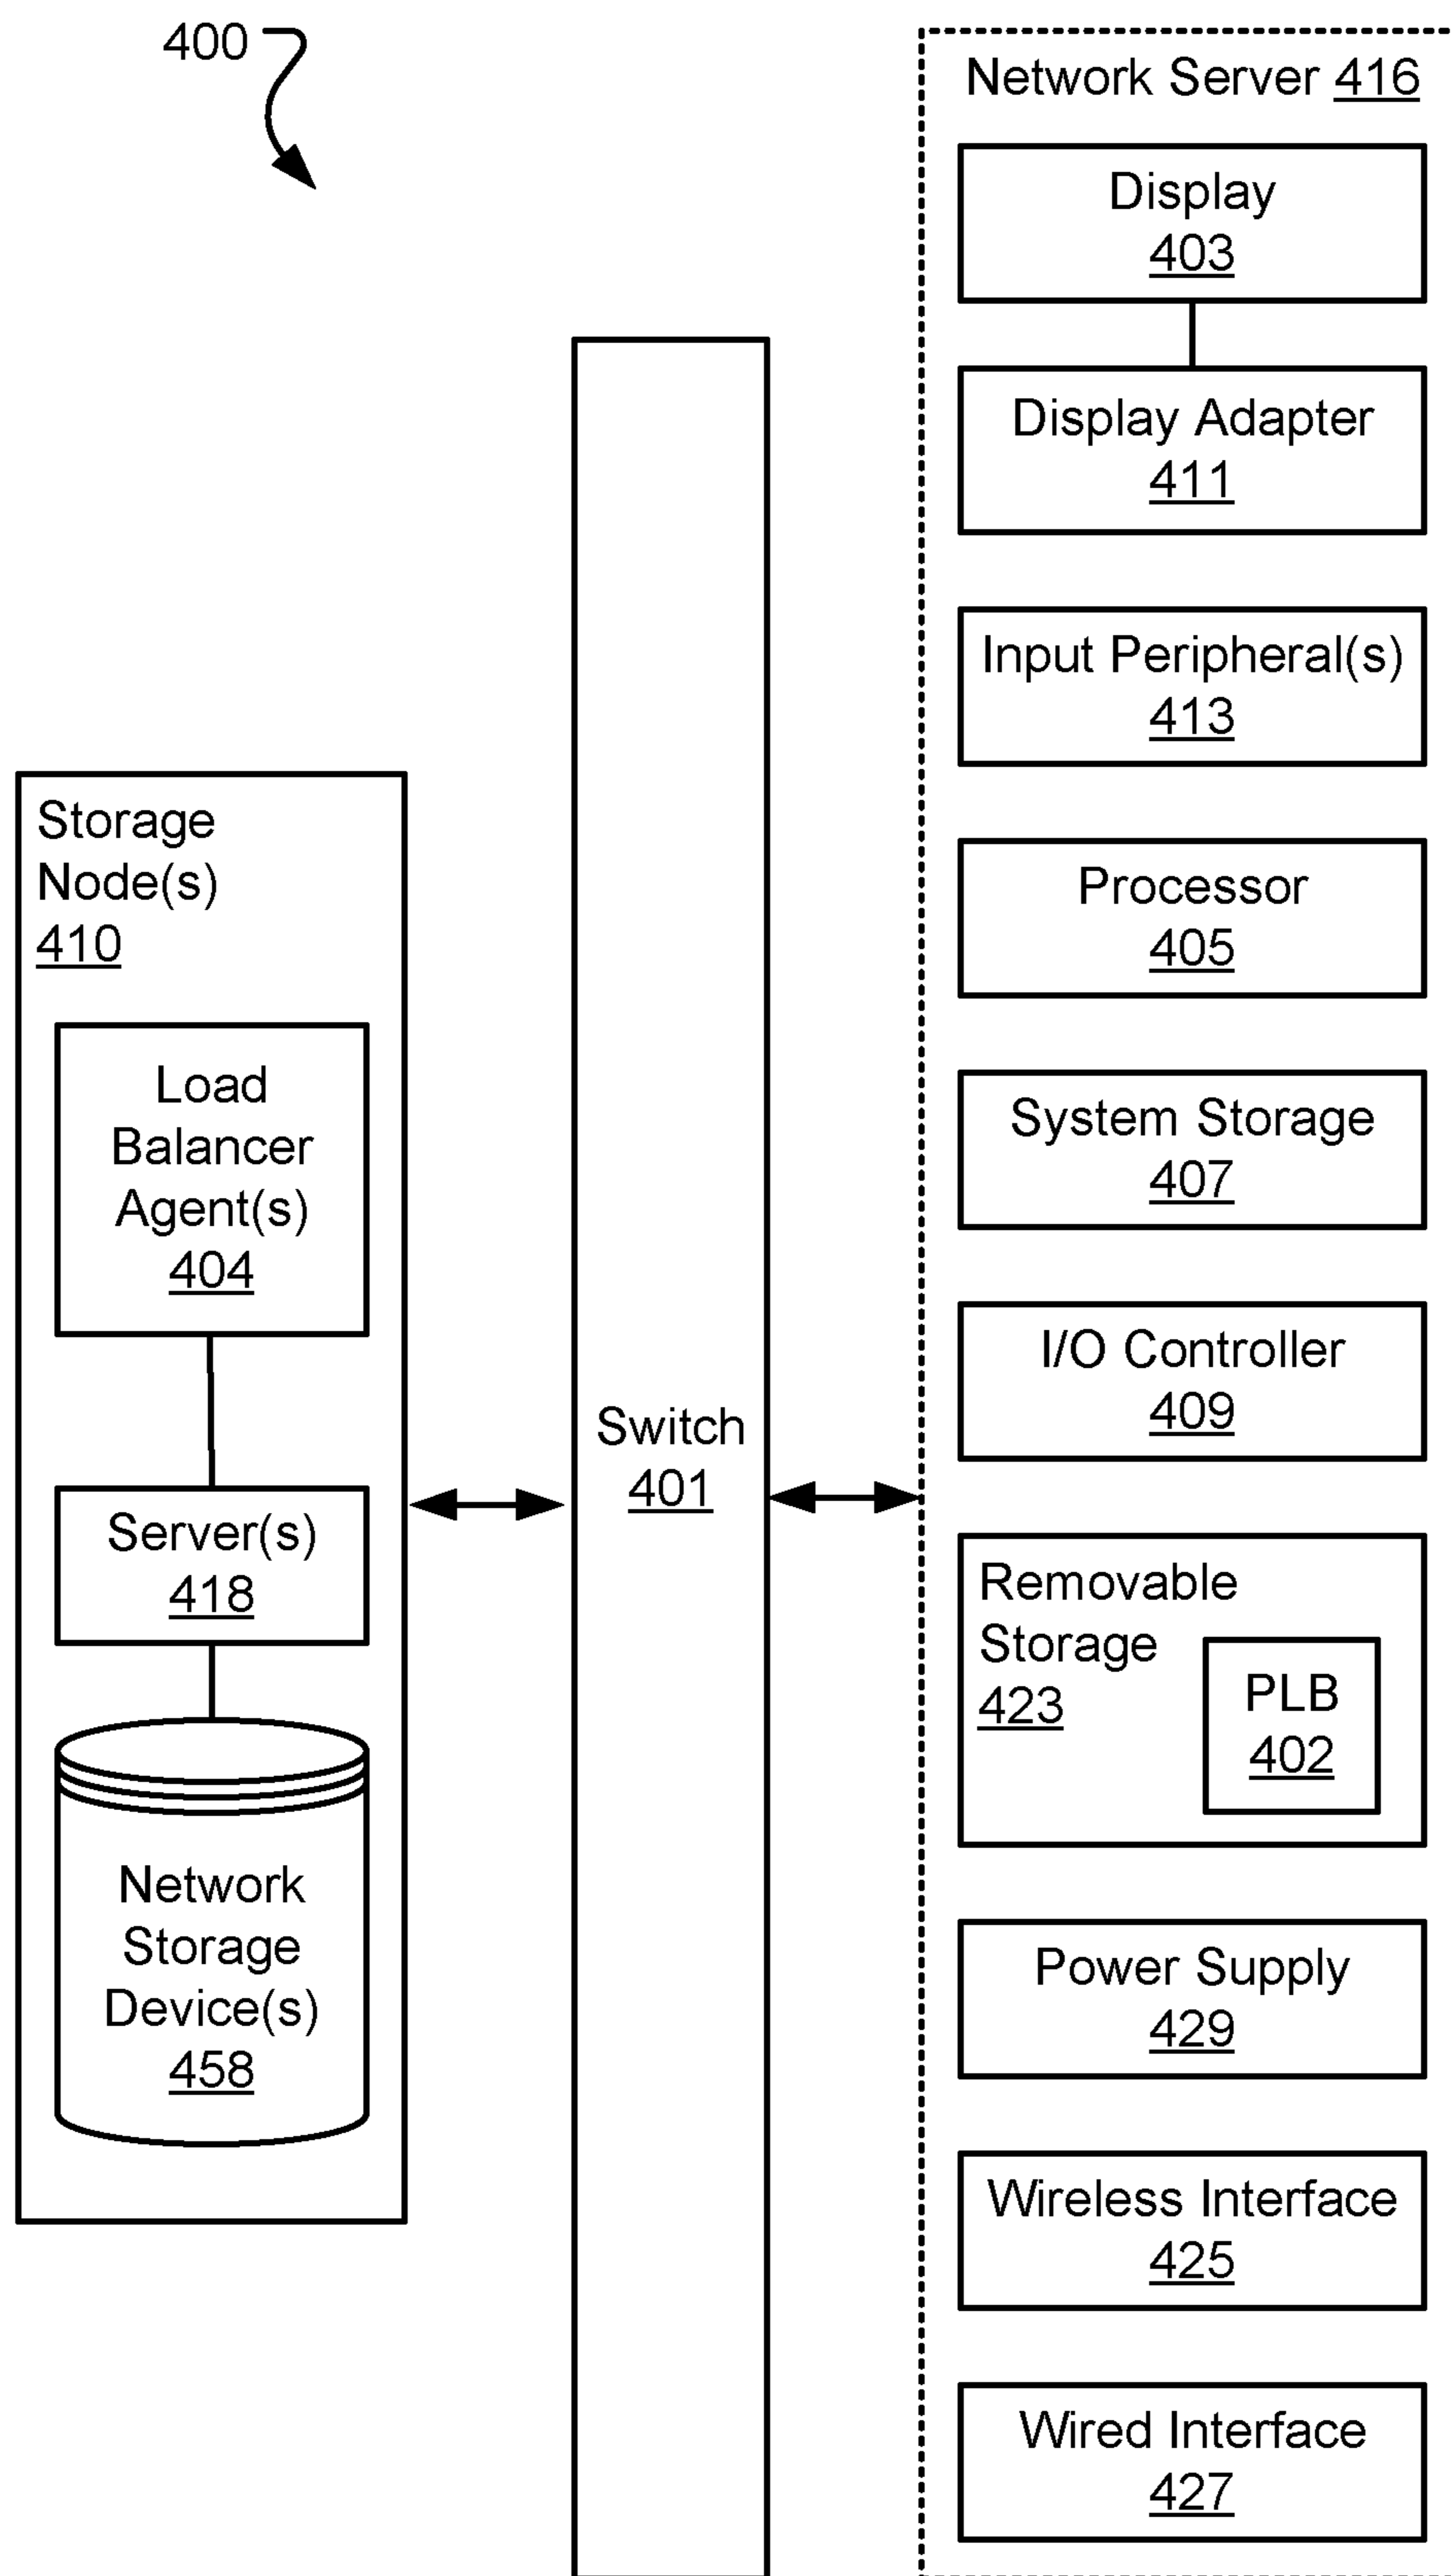 400
Network Server 416
Display
403
Display Adapter
411
Input Peripheral(s)
413
Processor
405
System Storage
407
I/O Controller
409
Removable
Storage
423
PLB
402
Power Supply
429
Wireless Interface
425
Wired Interface
427
Switch
401
Storage
Node(s)
410
Load
Balancer
Agent(s)
404
Server(s)
418
Network
Storage
Device(s)
458